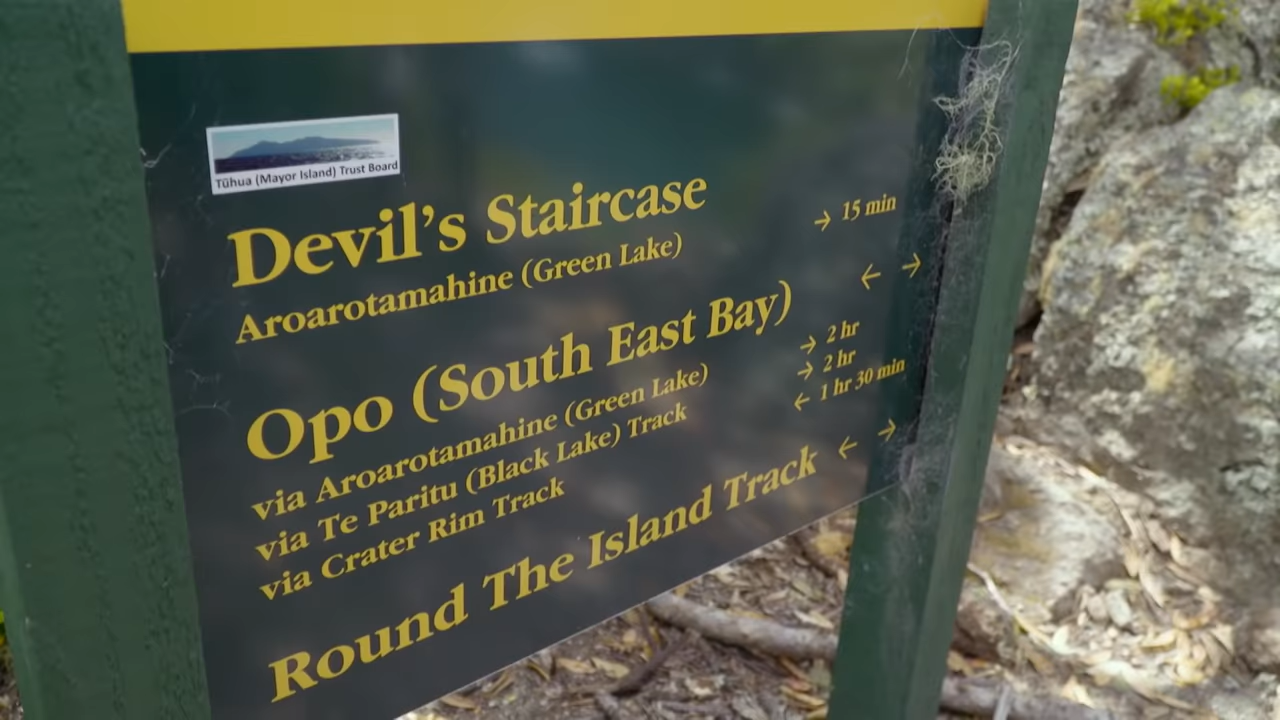 Tūhua (Mayor Island) Trust Board
Devil's Staircase → 15 min
Aroarotamahine (Green Lake)
Opo (South East Bay) ← →
via Aroarotamahine (Green Lake) → 2 hr
via Te Paritu (Black Lake) Track → 2 hr
via Crater Rim Track ← 1 hr 30 min
Round The Island Track ← →